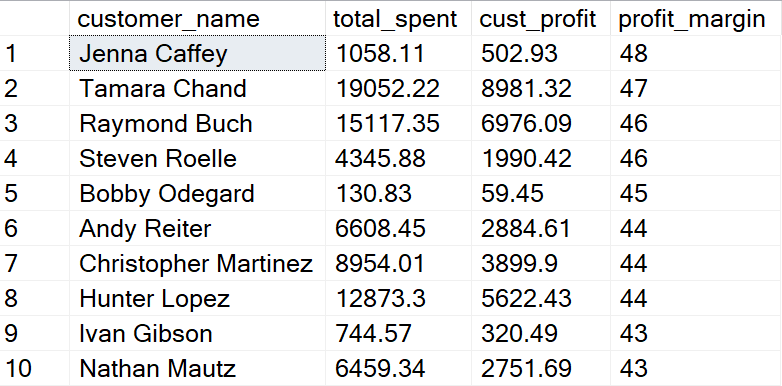 customer_name total_spent cust_profit profit_margin
1 Jenna Caffey 1058.11 502.93 48
2 Tamara Chand 19052.22 8981.32 47
3 Raymond Buch 15117.35 6976.09 46
4 Steven Roelle 4345.88 1990.42 46
5 Bobby Odegard 130.83 59.45 45
6 Andy Reiter 6608.45 2884.61 44
7 Christopher Martinez 8954.01 3899.9 44
8 Hunter Lopez 12873.3 5622.43 44
9 Ivan Gibson 744.57 320.49 43
10 Nathan Mautz 6459.34 2751.69 43